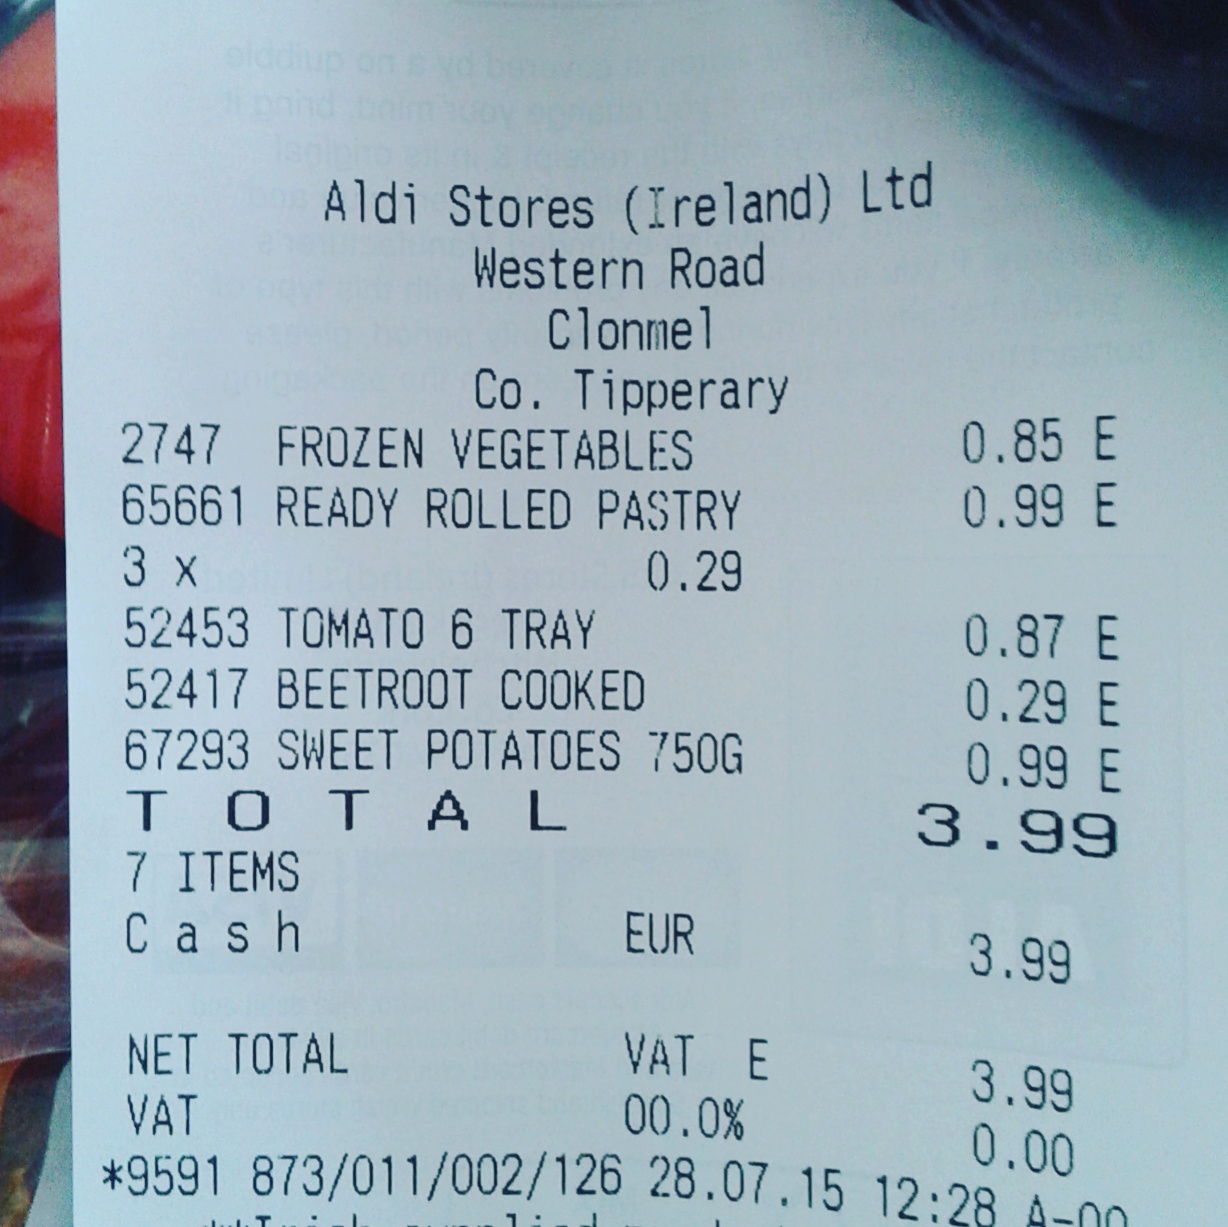 Aldi Stores (Ireland) Ltd
Western Road
Clonmel
Co. Tipperary
2747 FROZEN VEGETABLES 0.85 E
65661 READY ROLLED PASTRY 0.99 E
3 x 0.29
52453 TOMATO 6 TRAY 0.87 E
52417 BEETROOT COOKED 0.29 E
67293 SWEET POTATOES 750G 0.99 E
TOTAL 3.99
7 ITEMS
Cash EUR 3.99
NET TOTAL VAT E 3.99
VAT 00.0% 0.00
*9591 873/011/002/126 28.07.15 12:28 A-00